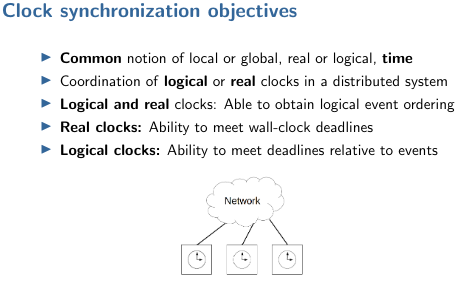 Clock synchronization objectives
Common notion of local or global, real or logical, time
Coordination of logical or real clocks in a distributed system
Logical and real clocks: Able to obtain logical event ordering
Real clocks: Ability to meet wall-clock deadlines
Logical clocks: Ability to meet deadlines relative to events
Network